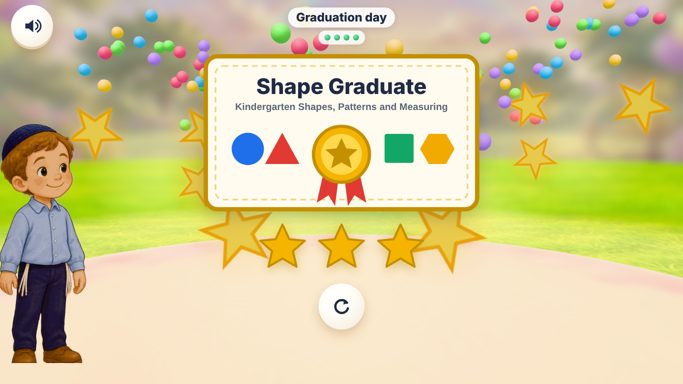 Graduation day
Shape Graduate
Kindergarten Shapes, Patterns and Measuring